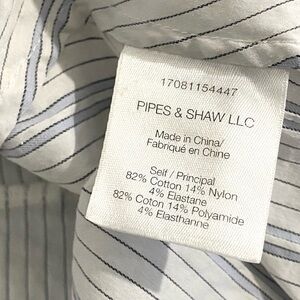 17081154447
PIPES & SHAW LLC
Made in China/
Fabriqué en Chine
Self / Principal
82% Cotton 14% Nylon
4% Elastane
82% Cotton 14% Polyamide
4% Elasthanne